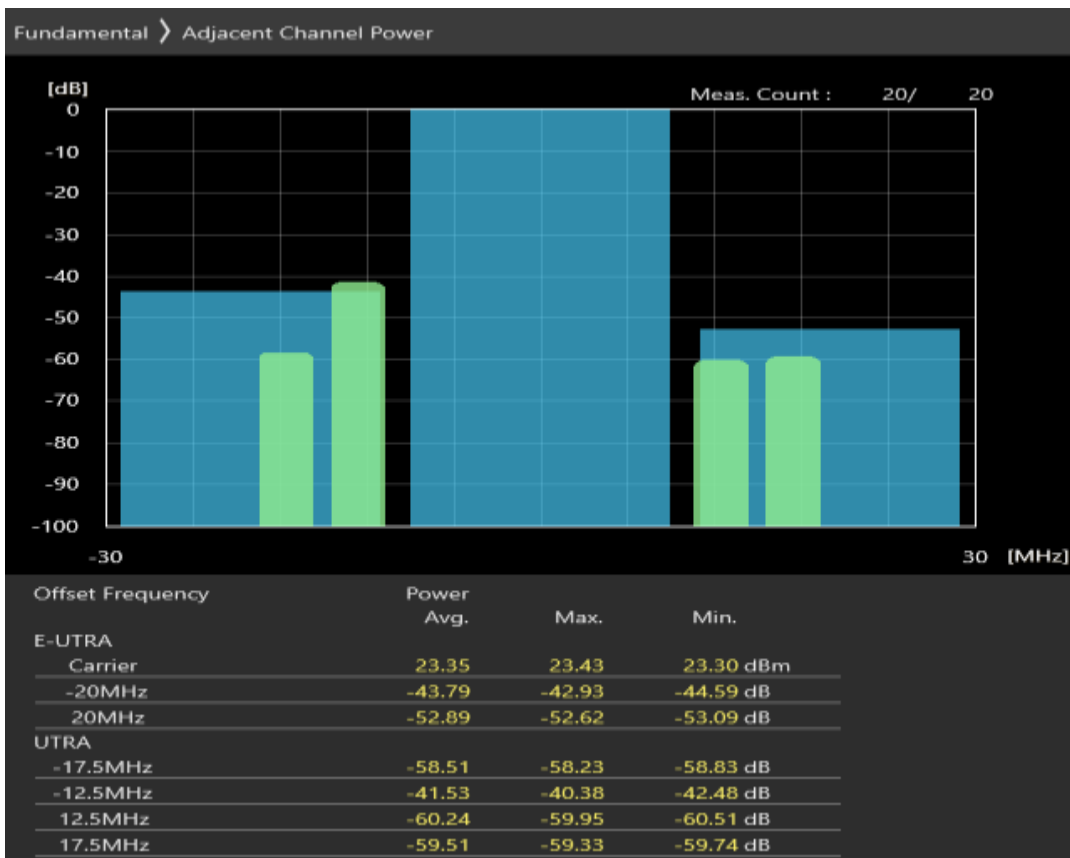 Fundamental 》 Adjacent Channel Power
[dB]
Meas. Count : 20/ 20
0
-10
-20
-30
-40
-50
-60
-70
-80
-90
-100
-30 30 [MHz]
Offset Frequency Power
Avg. Max. Min.
E-UTRA
Carrier 23.35 23.43 23.30 dBm
-20MHz -43.79 -42.93 -44.59 dB
20MHz -52.89 -52.62 -53.09 dB
UTRA
-17.5MHz -58.51 -58.23 -58.83 dB
-12.5MHz -41.53 -40.38 -42.48 dB
12.5MHz -60.24 -59.95 -60.51 dB
17.5MHz -59.51 -59.33 -59.74 dB